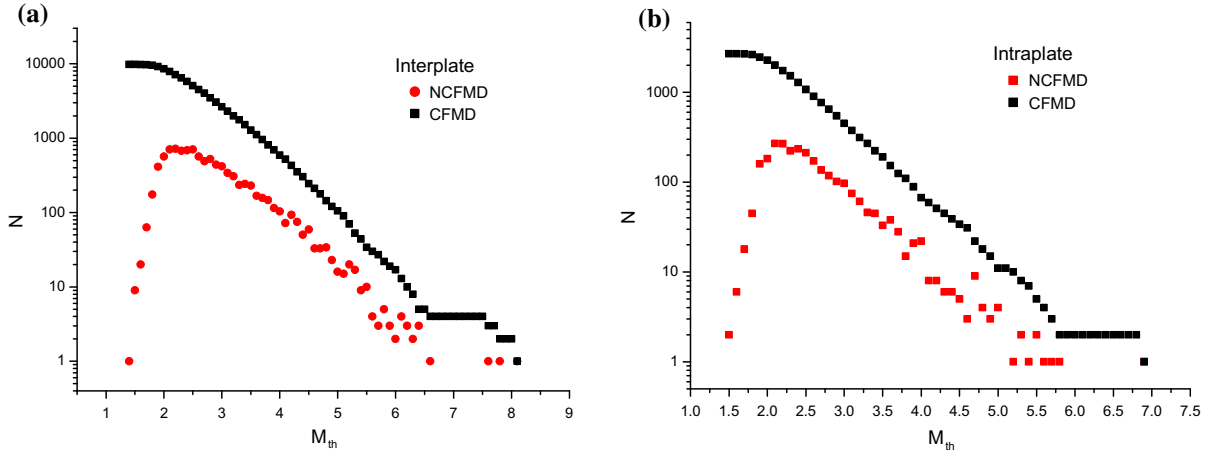 (a)
10000
1000
100
10
1
N
1 2 3 4 5 6 7 8 9
M_th
Interplate
NCFMD
CFMD
(b)
1000
100
10
1
N
1.0 1.5 2.0 2.5 3.0 3.5 4.0 4.5 5.0 5.5 6.0 6.5 7.0 7.5
M_th
Intraplate
NCFMD
CFMD